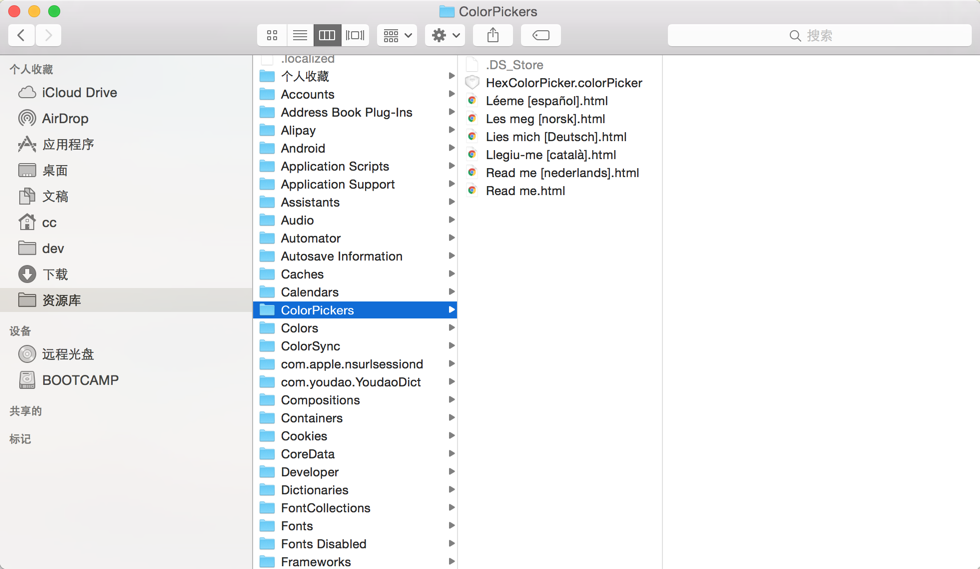 ColorPickers
搜索
个人收藏
iCloud Drive
AirDrop
应用程序
桌面
文稿
cc
dev
下载
资源库
设备
远程光盘
BOOTCAMP
共享的
标记
.localized
个人收藏
Accounts
Address Book Plug-Ins
Alipay
Android
Application Scripts
Application Support
Assistants
Audio
Automator
Autosave Information
Caches
Calendars
ColorPickers
Colors
ColorSync
com.apple.nsurlsessiond
com.youdao.YoudaoDict
Compositions
Containers
Cookies
CoreData
Developer
Dictionaries
FontCollections
Fonts
Fonts Disabled
Frameworks
.DS_Store
HexColorPicker.colorPicker
Léeme [español].html
Les meg [norsk].html
Lies mich [Deutsch].html
Llegiu-me [català].html
Read me [nederlands].html
Read me.html